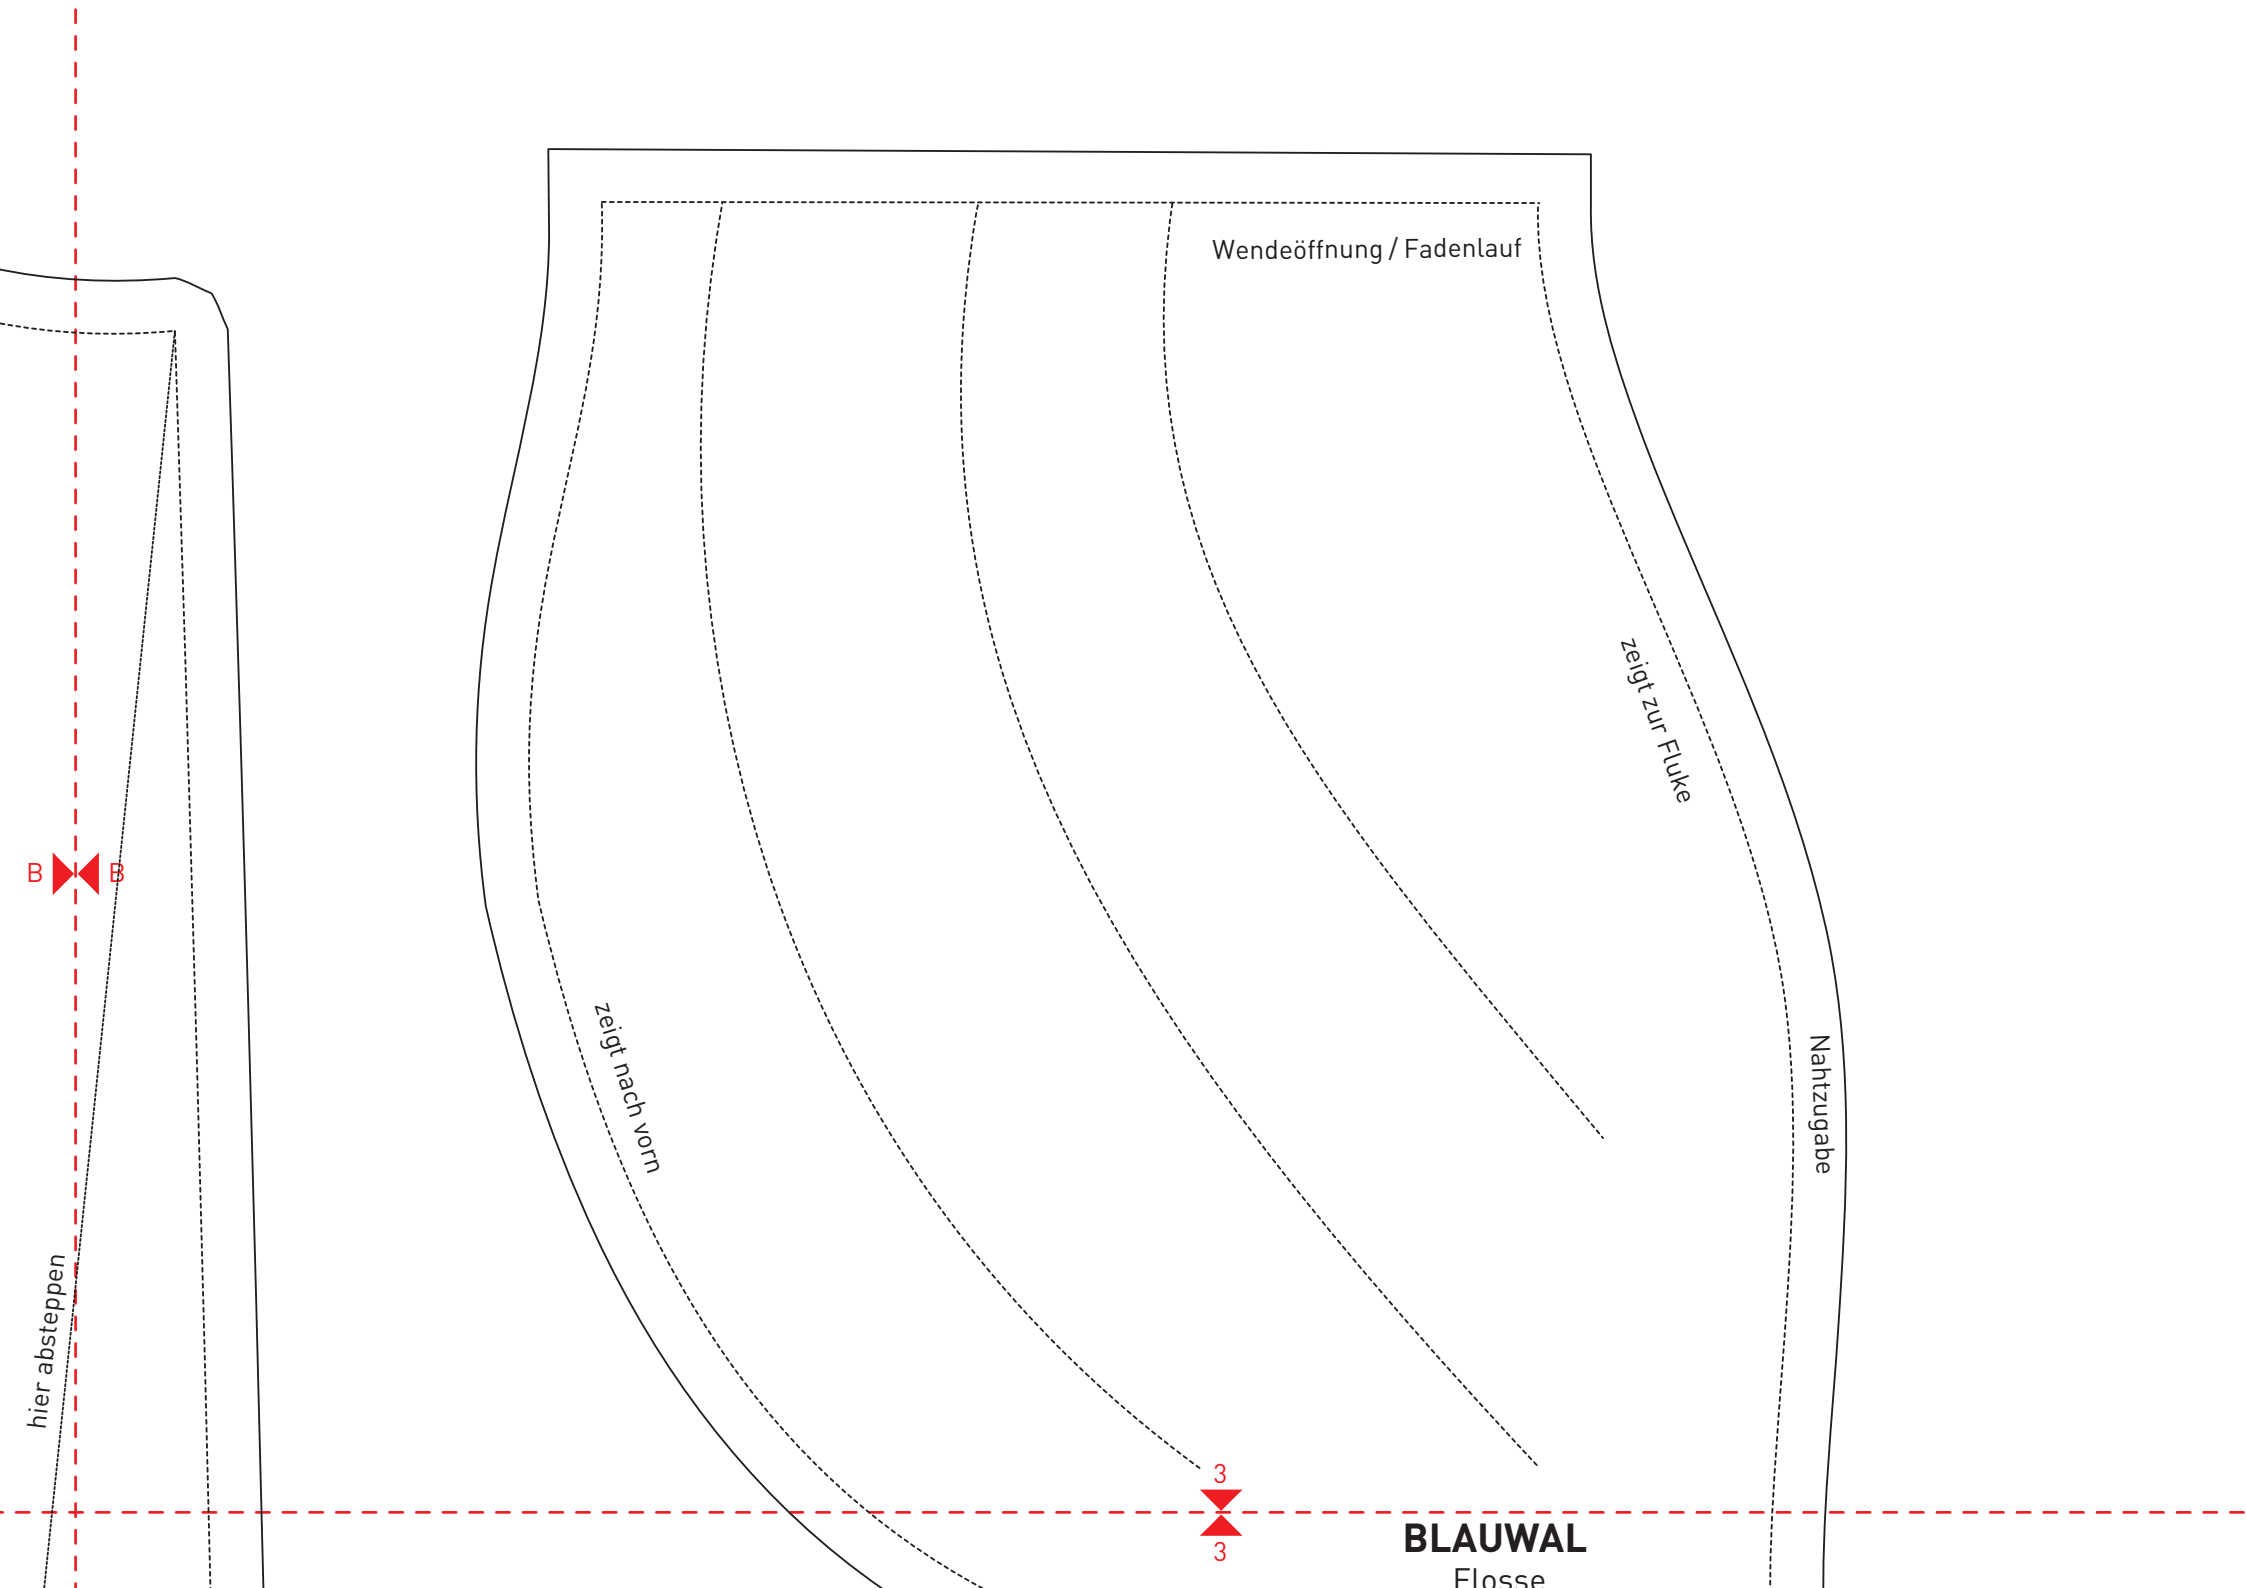 Wendeöffnung / Fadenlauf
zeigt zur Fluke
B B
zeigt nach vorn
Nahtzugabe
hier absteppen
3
3
BLAUWAL
Flosse